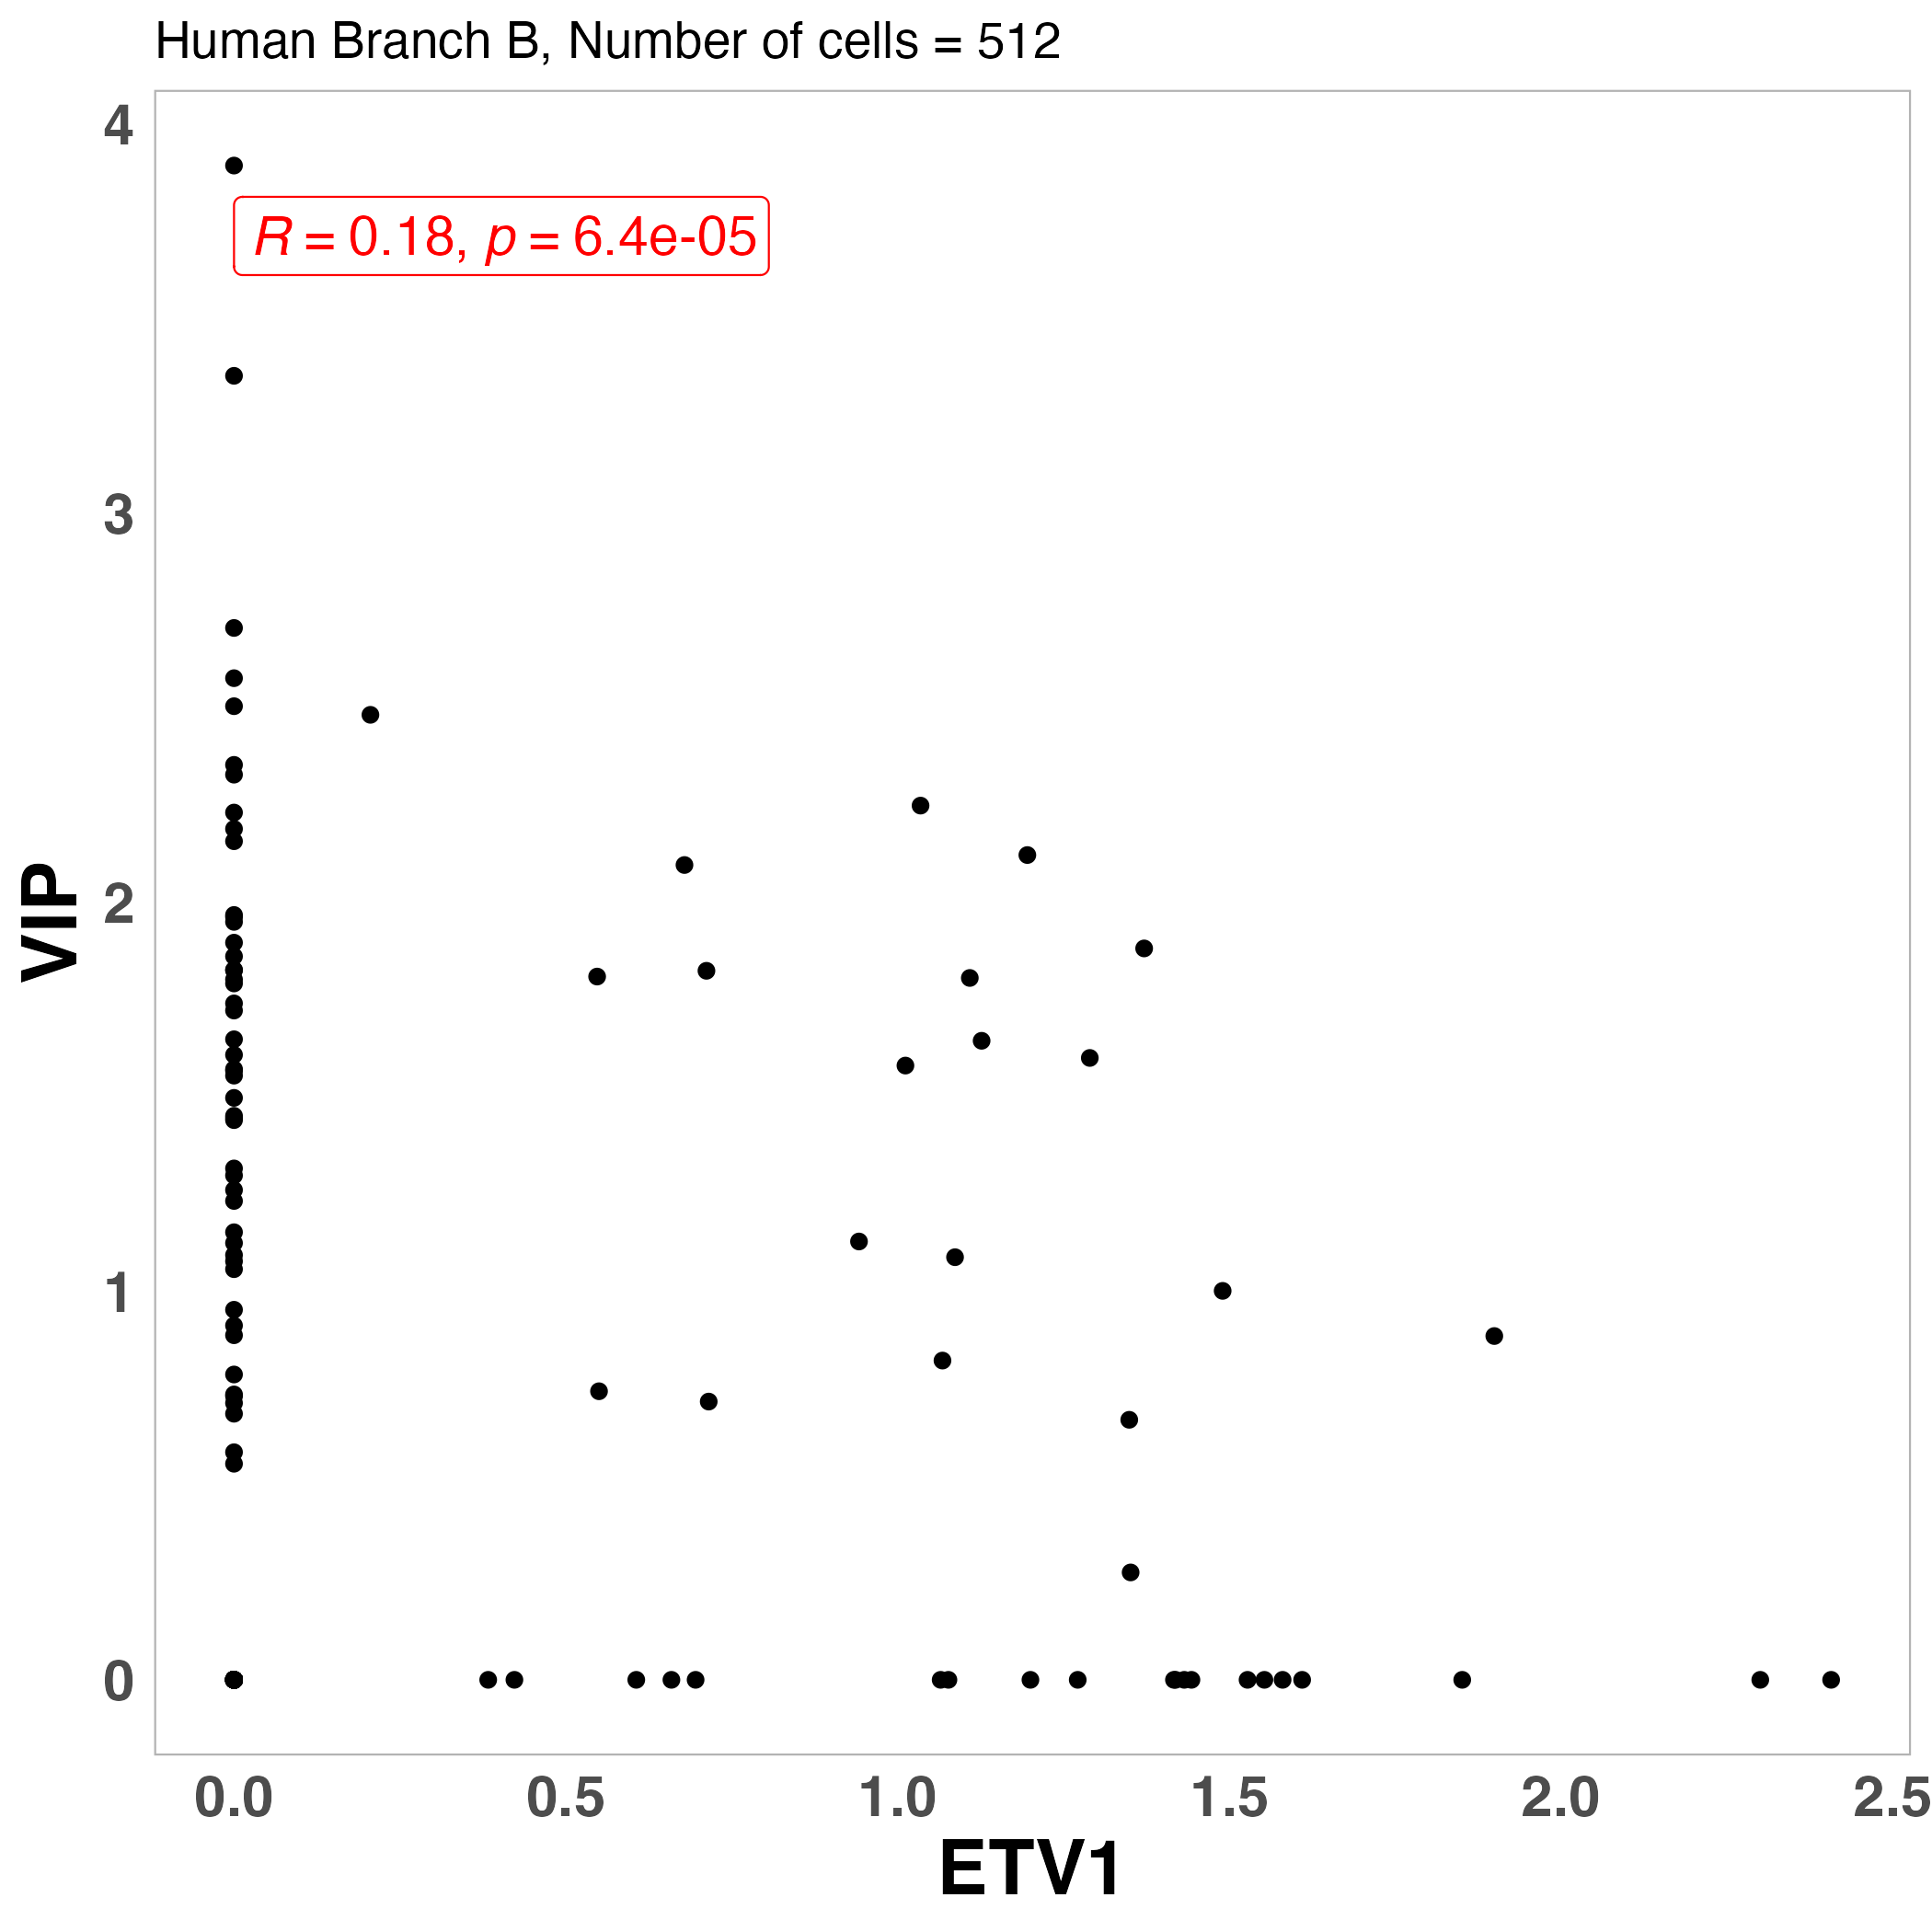 Human Branch B, Number of cells = 512
4
R = 0.18, p = 6.4e-05
3
2
1
0
VIP
0.0 0.5 1.0 1.5 2.0 2.5
ETV1